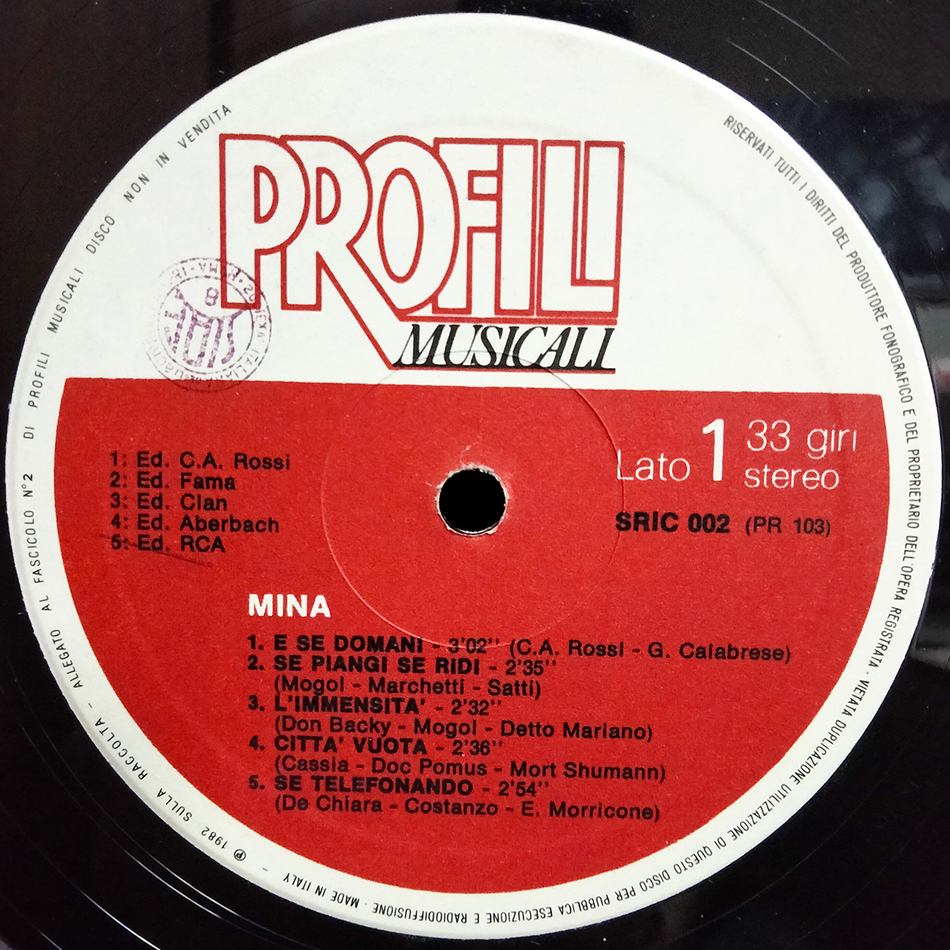 PROFILI
MUSICALI
Lato 1
33 giri
stereo
SRIC 002 (PR 103)
1: Ed. C.A. Rossi
2: Ed. Fama
3: Ed. Clan
4: Ed. Aberbach
5: Ed. RCA
MINA
1. E SE DOMANI - 3'02'' (C.A. Rossi - G. Calabrese)
2. SE PIANGI SE RIDI - 2'35''
(Mogol - Marchetti - Satti)
3. L'IMMENSITA' - 2'32''
(Don Backy - Mogol - Detto Mariano)
4. CITTA' VUOTA - 2'36''
(Cassia - Doc Pomus - Mort Shumann)
5. SE TELEFONANDO - 2'54''
(De Chiara - Costanzo - E. Morricone)
RISERVATI TUTTI I DIRITTI DEL PRODUTTORE FONOGRAFICO E DEL PROPRIETARIO DELL'OPERA REGISTRATA - VIETATA DUPLICAZIONE UTILIZZAZIONE DI QUESTO DISCO PER PUBBLICA ESECUZIONE E RADIODIFFUSIONE - MADE IN ITALY -
℗ 1982 SULLA RACCOLTA - ALLEGATO AL FASCICOLO N° 2 DI PROFILI MUSICALI DISCO NON IN VENDITA